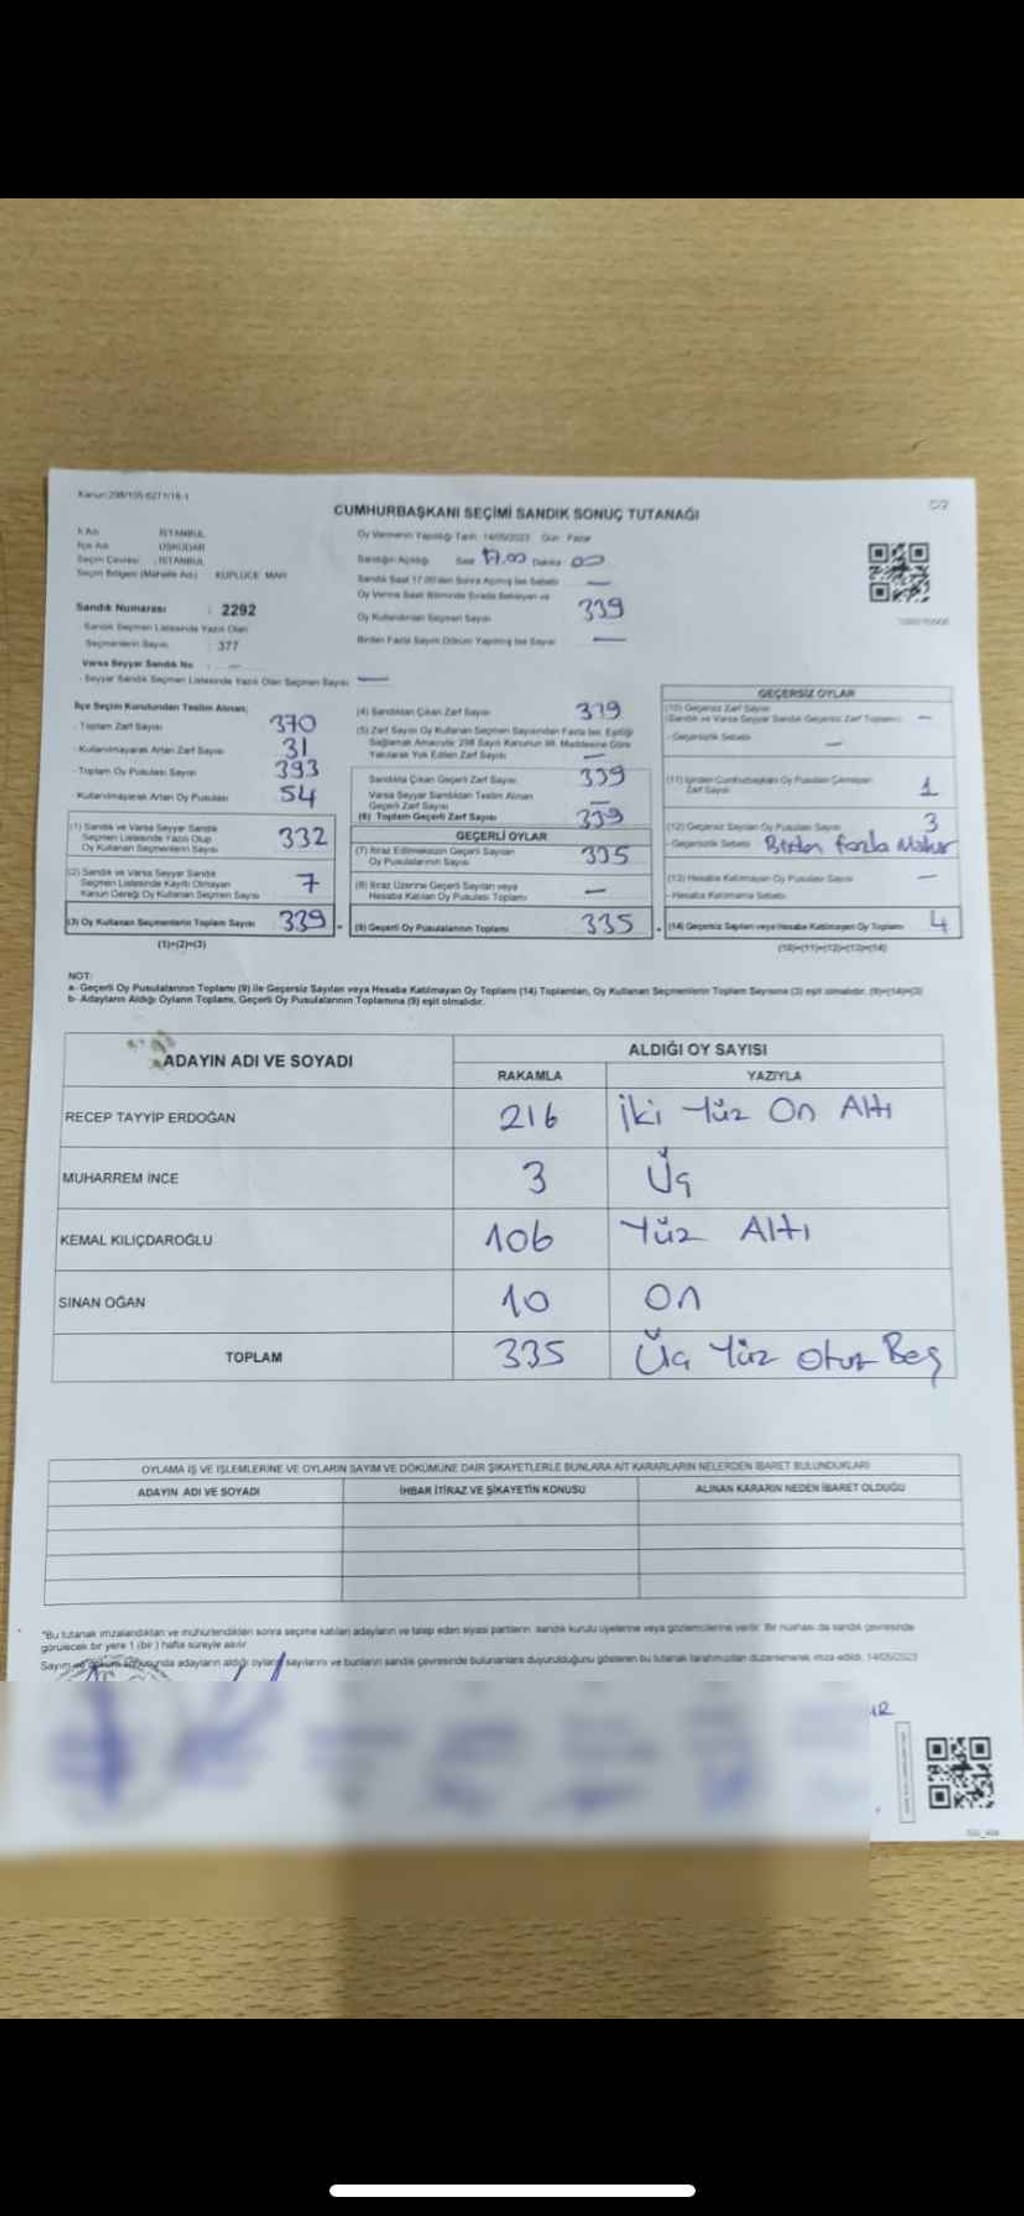 Kanun:298/105-6271/16-1
CUMHURBAŞKANI SEÇİMİ SANDIK SONUÇ TUTANAĞI
İl Adı : İSTANBUL
İlçe Adı : ÜSKÜDAR
Seçim Çevresi : İSTANBUL
Seçim Bölgesi (Mahalle Adı) : KUPLUCE MAH
Sandık Numarası : 2292
Sandık Seçmen Listesinde Yazılı Olan
Seçmenlerin Sayısı : 377
Varsa Seyyar Sandık No : —
Seyyar Sandık Seçmen Listesinde Yazılı Olan Seçmen Sayısı —
Oy Vermenin Yapıldığı Tarih : 14/05/2023 Gün : Pazar
Sandığın Açıldığı Saat 17.00 Dakika 00
Sandık Saat 17.00'den Sonra Açılmış İse Sebebi —
Oy Verme Saati Bitiminde Sırada Bekleyen ve
Oy Kullandırılan Seçmen Sayısı 339
Birden Fazla Sayım Döküm Yapılmış İse Sayısı —
İlçe Seçim Kurulundan Teslim Alınan;
- Toplam Zarf Sayısı 370
- Kullanılmayarak Artan Zarf Sayısı 31
- Toplam Oy Pusulası Sayısı 393
- Kullanılmayarak Artan Oy Pusulası 54
(1) Sandık ve Varsa Seyyar Sandık
Seçmen Listesinde Yazılı Olup
Oy Kullanan Seçmenlerin Sayısı 332
(2) Sandık ve Varsa Seyyar Sandık
Seçmen Listesinde Kayıtlı Olmayan
Kanun Gereği Oy Kullanan Seçmen Sayısı 7
(3) Oy Kullanan Seçmenlerin Toplam Sayısı 339
(1)+(2)=(3)
(4) Sandıktan Çıkan Zarf Sayısı 339
(5) Zarf Sayısı Oy Kullanan Seçmen Sayısından Fazla İse, Eşitliği
Sağlamak Amacıyla 298 Sayılı Kanunun 98. Maddesine Göre
Yakılarak Yok Edilen Zarf Sayısı —
Sandıkta Çıkan Geçerli Zarf Sayısı 339
Varsa Seyyar Sandıktan Teslim Alınan
Geçerli Zarf Sayısı —
(6) Toplam Geçerli Zarf Sayısı 339
GEÇERLİ OYLAR
(7) İtiraz Edilmeksizin Geçerli Sayılan
Oy Pusulalarının Sayısı 335
(8) İtiraz Üzerine Geçerli Sayılan veya
Hesaba Katılan Oy Pusulası Toplamı —
(9) Geçerli Oy Pusulalarının Toplamı 335
GEÇERSİZ OYLAR
(10) Geçersiz Zarf Sayısı
(Sandık ve Varsa Seyyar Sandık Geçersiz Zarf Toplamı) —
- Geçersizlik Sebebi —
(11) İçinden Cumhurbaşkanı Oy Pusulası Çıkmayan
Zarf Sayısı 1
(12) Geçersiz Sayılan Oy Pusulası Sayısı 3
- Geçersizlik Sebebi Birden fazla Mühür
(13) Hesaba Katılmayan Oy Pusulası Sayısı —
- Hesaba Katılmama Sebebi
(14) Geçersiz Sayılan veya Hesaba Katılmayan Oy Toplamı 4
(10)+(11)+(12)+(13)=(14)
NOT:
a- Geçerli Oy Pusulalarının Toplamı (9) ile Geçersiz Sayılan veya Hesaba Katılmayan Oy Toplamı (14) Toplamları, Oy Kullanan Seçmenlerin Toplam Sayısına (3) eşit olmalıdır. (9)+(14)=(3)
b- Adayların Aldığı Oyların Toplamı, Geçerli Oy Pusulalarının Toplamına (9) eşit olmalıdır.
ADAYIN ADI VE SOYADI
ALDIĞI OY SAYISI
RAKAMLA YAZIYLA
RECEP TAYYİP ERDOĞAN 216 İki Yüz On Altı
MUHARREM İNCE 3 Üç
KEMAL KILIÇDAROĞLU 106 Yüz Altı
SİNAN OĞAN 10 On
TOPLAM 335 Üç Yüz Otuz Beş
OYLAMA İŞ VE İŞLEMLERİNE VE OYLARIN SAYIM VE DÖKÜMÜNE DAİR ŞİKAYETLERLE BUNLARA AİT KARARLARIN NELERDEN İBARET BULUNDUKLARI
ADAYIN ADI VE SOYADI İHBAR İTİRAZ VE ŞİKAYETİN KONUSU ALINAN KARARIN NEDEN İBARET OLDUĞU
"Bu tutanak imzalandıktan ve mühürlendikten sonra seçime katılan adayların ve talep eden siyasi partilerin sandık kurulu üyelerine veya gözlemcilerine verilir. Bir nüshası da sandık çevresinde
görülecek bir yere 1 (bir) hafta süreyle asılır.
Sayım ve döküm sonucunda adayların aldığı oyların sayılarını ve bunların sandık çevresinde bulunanlara duyurulduğunu gösteren bu tutanak tarafımızdan düzenlenerek imza edildi. 14/05/2023